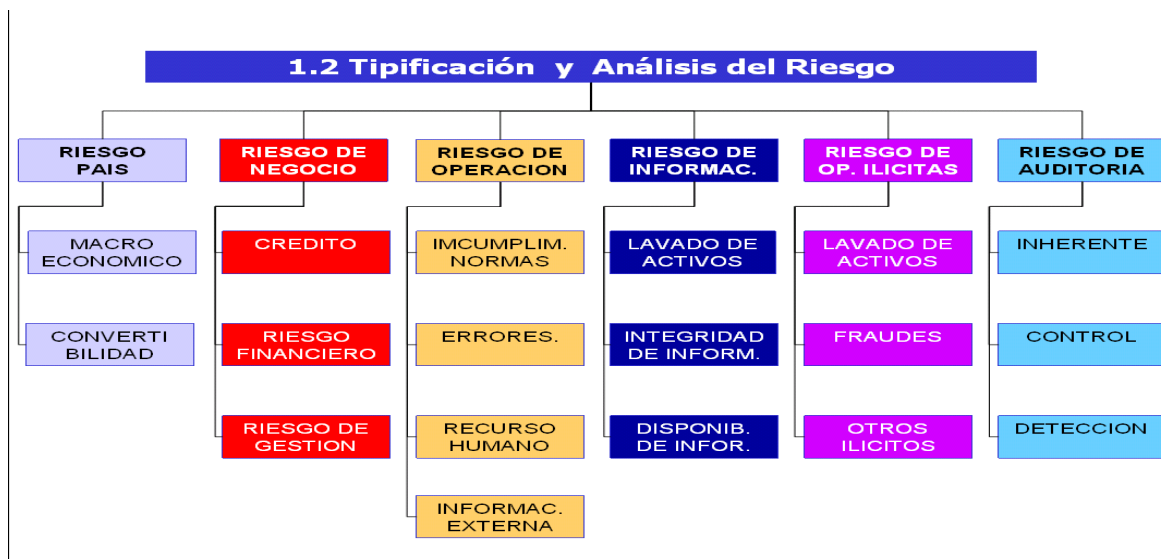 1.2 Tipificación y Análisis del Riesgo
RIESGO
PAIS
RIESGO DE
NEGOCIO
RIESGO DE
OPERACION
RIESGO DE
INFORMAC.
RIESGO DE
OP. ILICITAS
RIESGO DE
AUDITORIA
MACRO
ECONOMICO
CREDITO
IMCUMPLIM.
NORMAS
LAVADO DE
ACTIVOS
LAVADO DE
ACTIVOS
INHERENTE
CONVERTI
BILIDAD
RIESGO
FINANCIERO
ERRORES.
INTEGRIDAD
DE INFORM.
FRAUDES
CONTROL
RIESGO DE
GESTION
RECURSO
HUMANO
DISPONIB.
DE INFOR.
OTROS
ILICITOS
DETECCION
INFORMAC.
EXTERNA